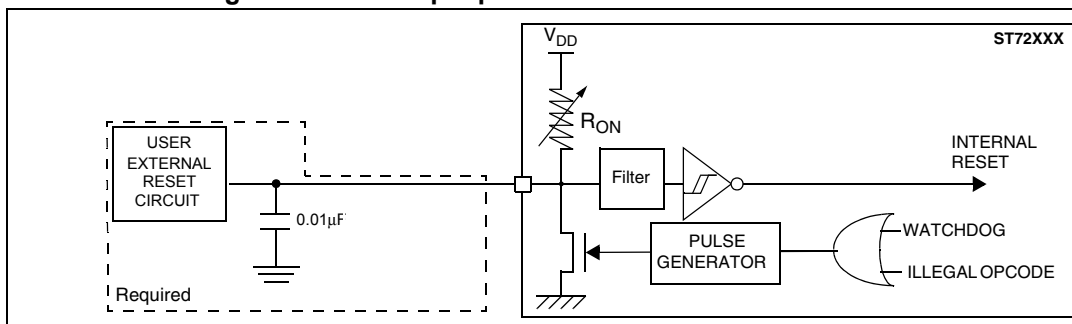 ST72XXX
VDD
RON
USER
EXTERNAL
RESET
CIRCUIT
0.01µF
Required
Filter
INTERNAL
RESET
PULSE
GENERATOR
WATCHDOG
ILLEGAL OPCODE